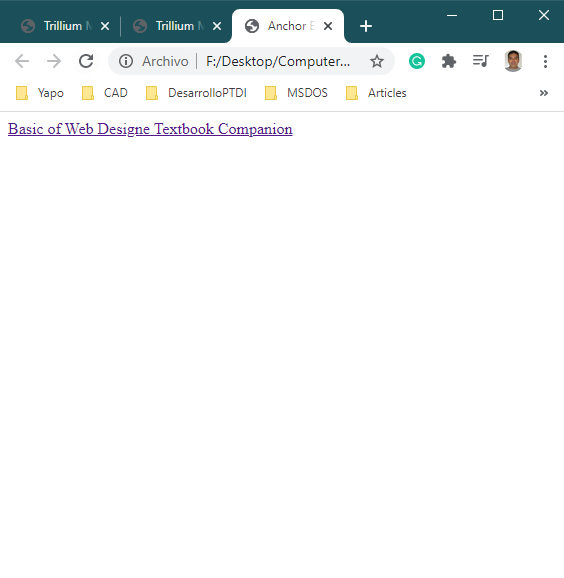 Trillium M Trillium M Anchor E
Archivo F:/Desktop/Computer...
Yapo CAD DesarrolloPTDI MSDOS Articles »
Basic of Web Designe Textbook Companion